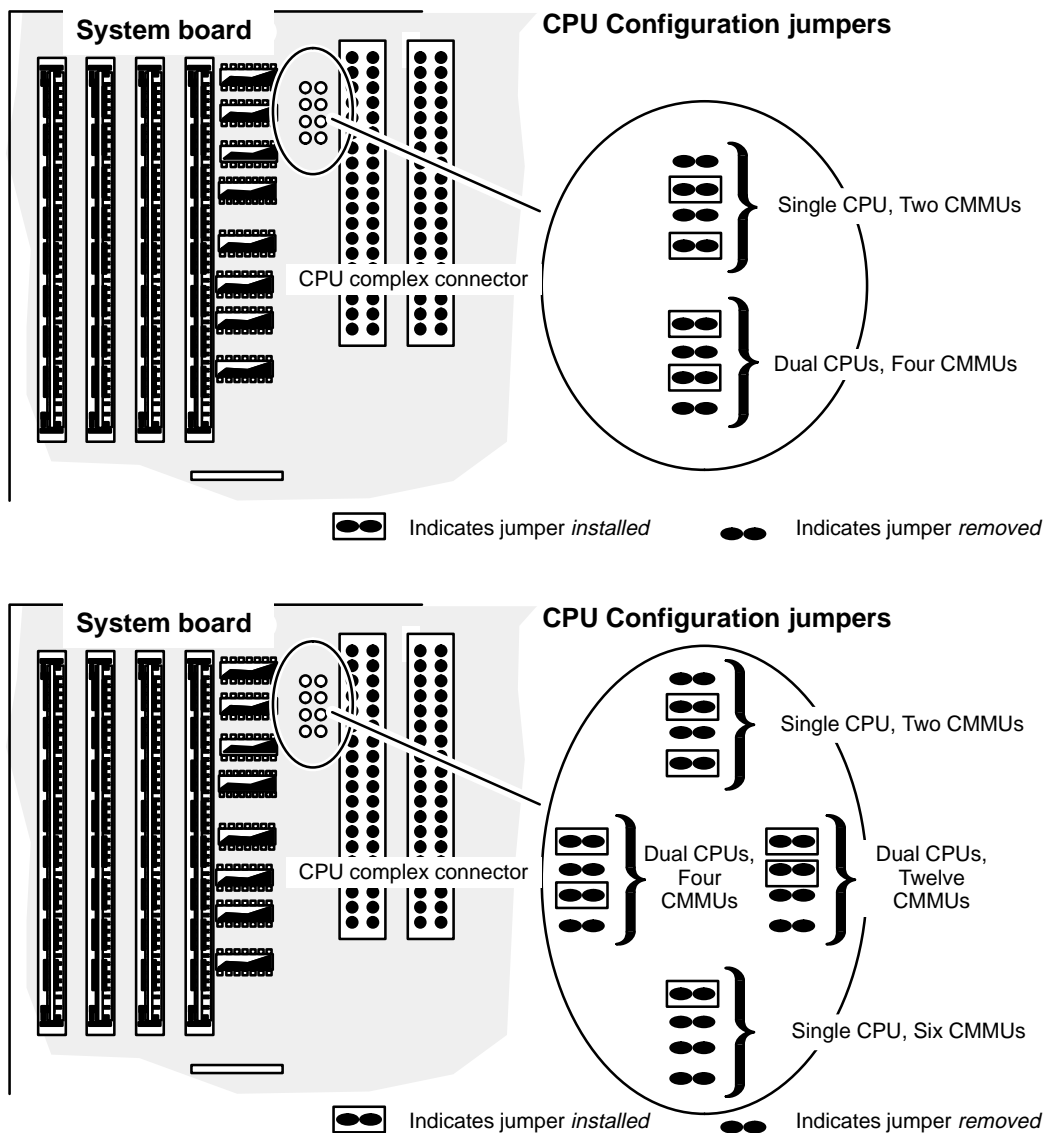 System board
CPU Configuration jumpers
Single CPU, Two CMMUs
CPU complex connector
Dual CPUs, Four CMMUs
Indicates jumper installed
Indicates jumper removed
System board
CPU Configuration jumpers
Single CPU, Two CMMUs
CPU complex connector
Dual CPUs,
Four
CMMUs
Dual CPUs,
Twelve
CMMUs
Single CPU, Six CMMUs
Indicates jumper installed
Indicates jumper removed